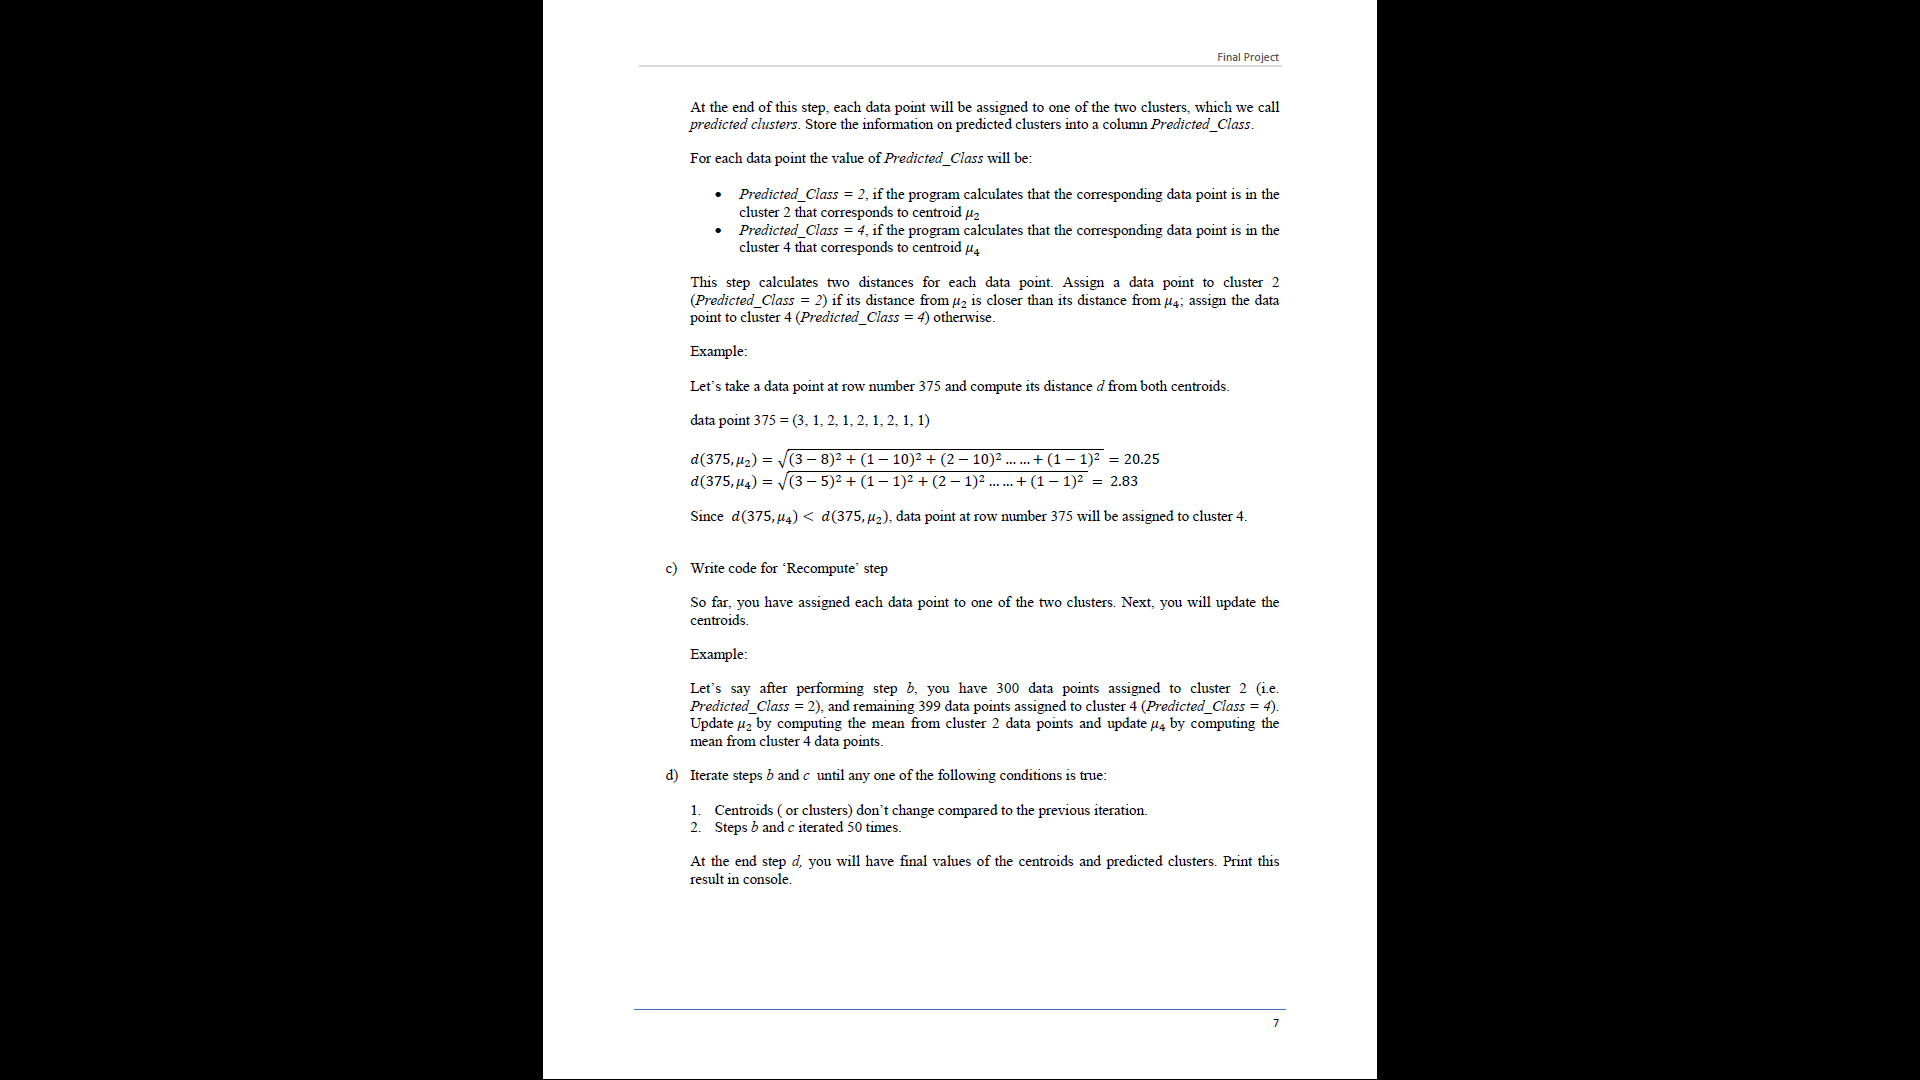 Final Project
At the end of this step, each data point will be assigned to one of the two clusters, which we call
predicted clusters. Store the information on predicted clusters into a column Predicted_Class.
For each data point the value of Predicted_Class will be:
• Predicted_Class = 2, if the program calculates that the corresponding data point is in the
cluster 2 that corresponds to centroid μ₂
• Predicted_Class = 4, if the program calculates that the corresponding data point is in the
cluster 4 that corresponds to centroid μ₄
This step calculates two distances for each data point. Assign a data point to cluster 2
(Predicted_Class = 2) if its distance from μ₂ is closer than its distance from μ₄; assign the data
point to cluster 4 (Predicted_Class = 4) otherwise.
Example:
Let's take a data point at row number 375 and compute its distance d from both centroids.
data point 375 = (3, 1, 2, 1, 2, 1, 2, 1, 1)
d(375, μ₂) = √(3 − 8)² + (1 − 10)² + (2 − 10)² … … + (1 − 1)² = 20.25
d(375, μ₄) = √(3 − 5)² + (1 − 1)² + (2 − 1)² … … + (1 − 1)² = 2.83
Since d(375, μ₄) < d(375, μ₂), data point at row number 375 will be assigned to cluster 4.
c) Write code for 'Recompute' step
So far, you have assigned each data point to one of the two clusters. Next, you will update the
centroids.
Example:
Let's say after performing step b, you have 300 data points assigned to cluster 2 (i.e.
Predicted_Class = 2), and remaining 399 data points assigned to cluster 4 (Predicted_Class = 4).
Update μ₂ by computing the mean from cluster 2 data points and update μ₄ by computing the
mean from cluster 4 data points.
d) Iterate steps b and c until any one of the following conditions is true:
1. Centroids ( or clusters) don't change compared to the previous iteration.
2. Steps b and c iterated 50 times.
At the end step d, you will have final values of the centroids and predicted clusters. Print this
result in console.
7